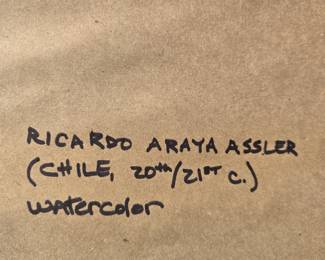 RICARDO ARAYA ASSLER
(CHILE, 20th/21ST C.)
watercolor